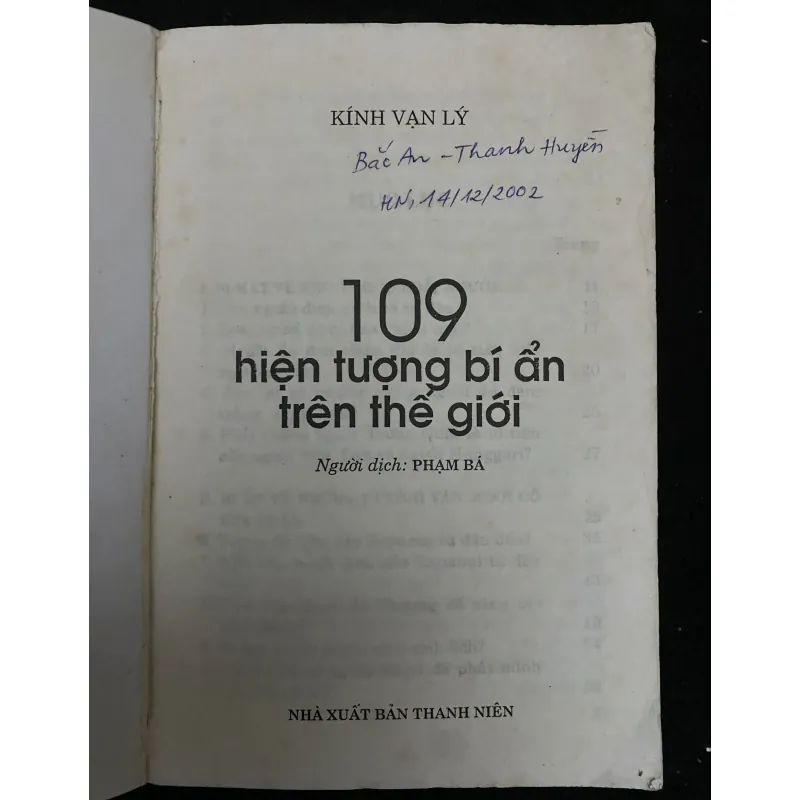 KÍNH VẠN LÝ
Bắc An - Thanh Huyền
HN, 14/12/2002
109
hiện tượng bí ẩn
trên thế giới
Người dịch: PHẠM BÁ
NHÀ XUẤT BẢN THANH NIÊN